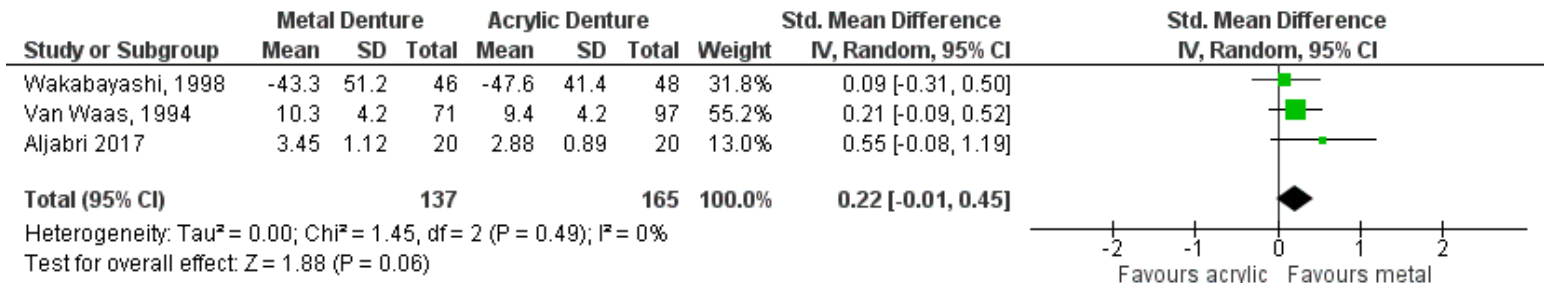 Metal Denture Acrylic Denture Std. Mean Difference Std. Mean Difference
Study or Subgroup Mean SD Total Mean SD Total Weight IV, Random, 95% CI IV, Random, 95% CI
Wakabayashi, 1998 -43.3 51.2 46 -47.6 41.4 48 31.8% 0.09 [-0.31, 0.50]
Van Waas, 1994 10.3 4.2 71 9.4 4.2 97 55.2% 0.21 [-0.09, 0.52]
Aljabri 2017 3.45 1.12 20 2.88 0.89 20 13.0% 0.55 [-0.08, 1.19]
Total (95% CI) 137 165 100.0% 0.22 [-0.01, 0.45]
Heterogeneity: Tau² = 0.00; Chi² = 1.45, df = 2 (P = 0.49); I² = 0%
Test for overall effect: Z = 1.88 (P = 0.06)
-2 -1 0 1 2
Favours acrylic Favours metal